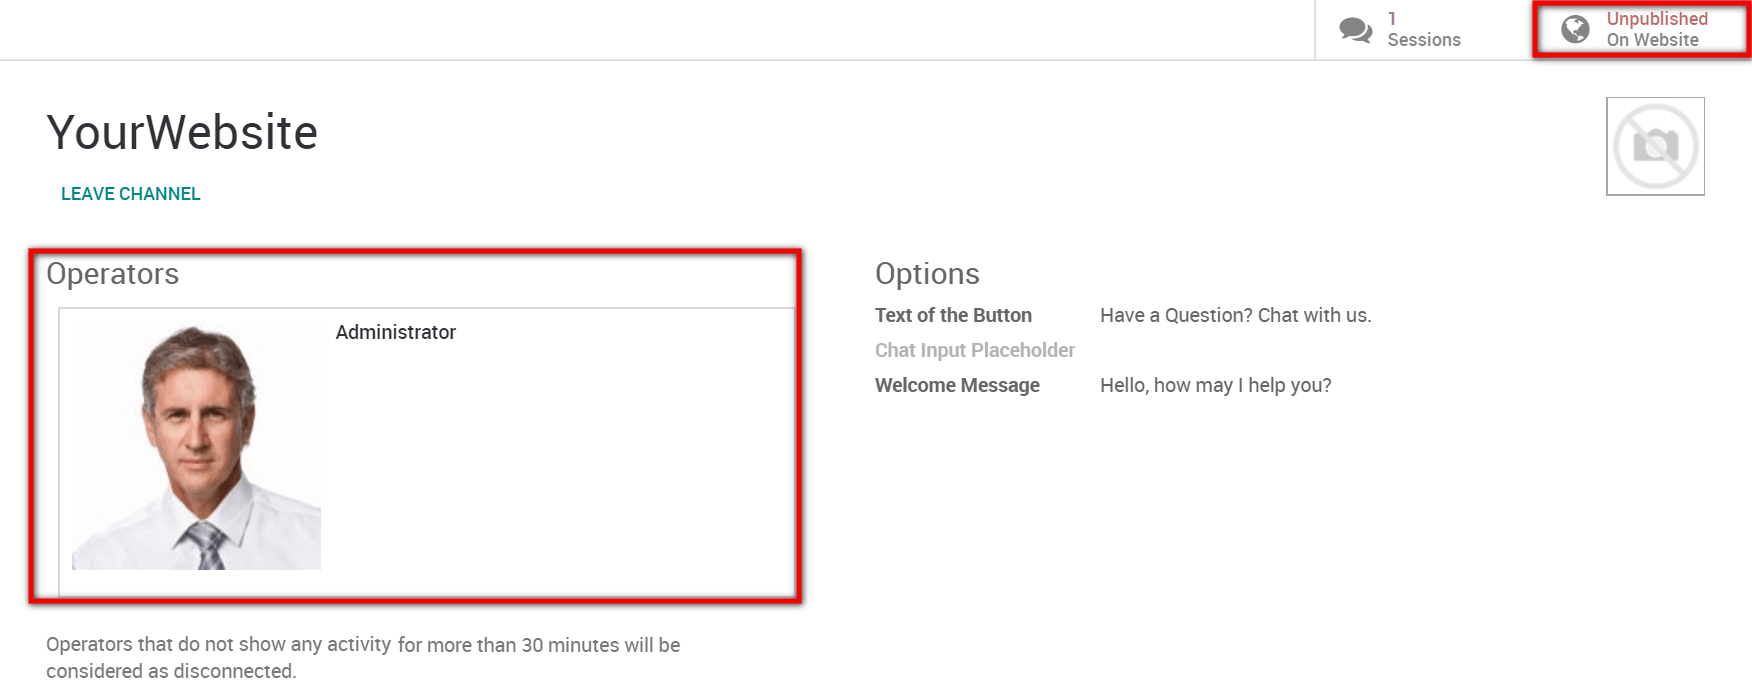 1
Sessions
Unpublished
On Website
YourWebsite
LEAVE CHANNEL
Operators
Administrator
Operators that do not show any activity for more than 30 minutes will be
considered as disconnected.
Options
Text of the Button Have a Question? Chat with us.
Chat Input Placeholder
Welcome Message Hello, how may I help you?